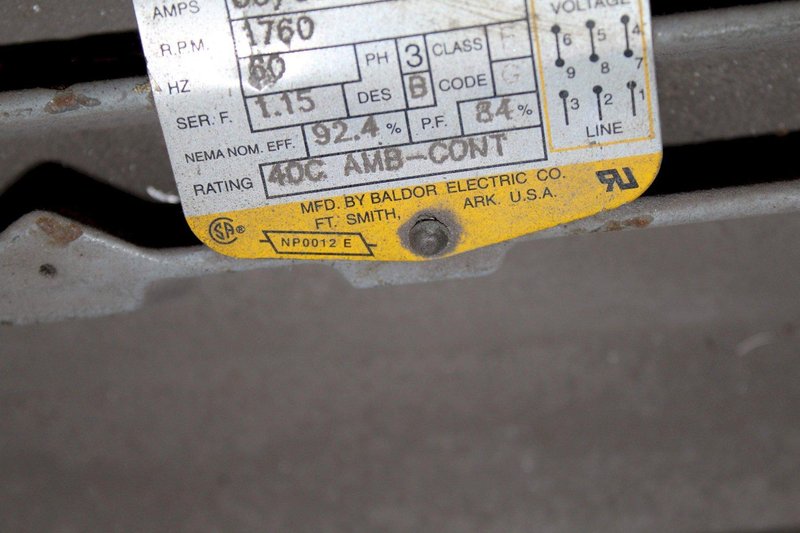 AMPS
VOLTAGE
R.P.M. 1760
HZ 60 PH 3 CLASS F
SER. F. 1.15 DES B CODE G
NEMA NOM. EFF. 92.4 % P.F. 84 %
RATING 40C AMB-CONT
6 5 4
9 8 7
3 2 1
LINE
MFD. BY BALDOR ELECTRIC CO.
FT. SMITH, ARK. U.S.A.
NP0012 E
SA®